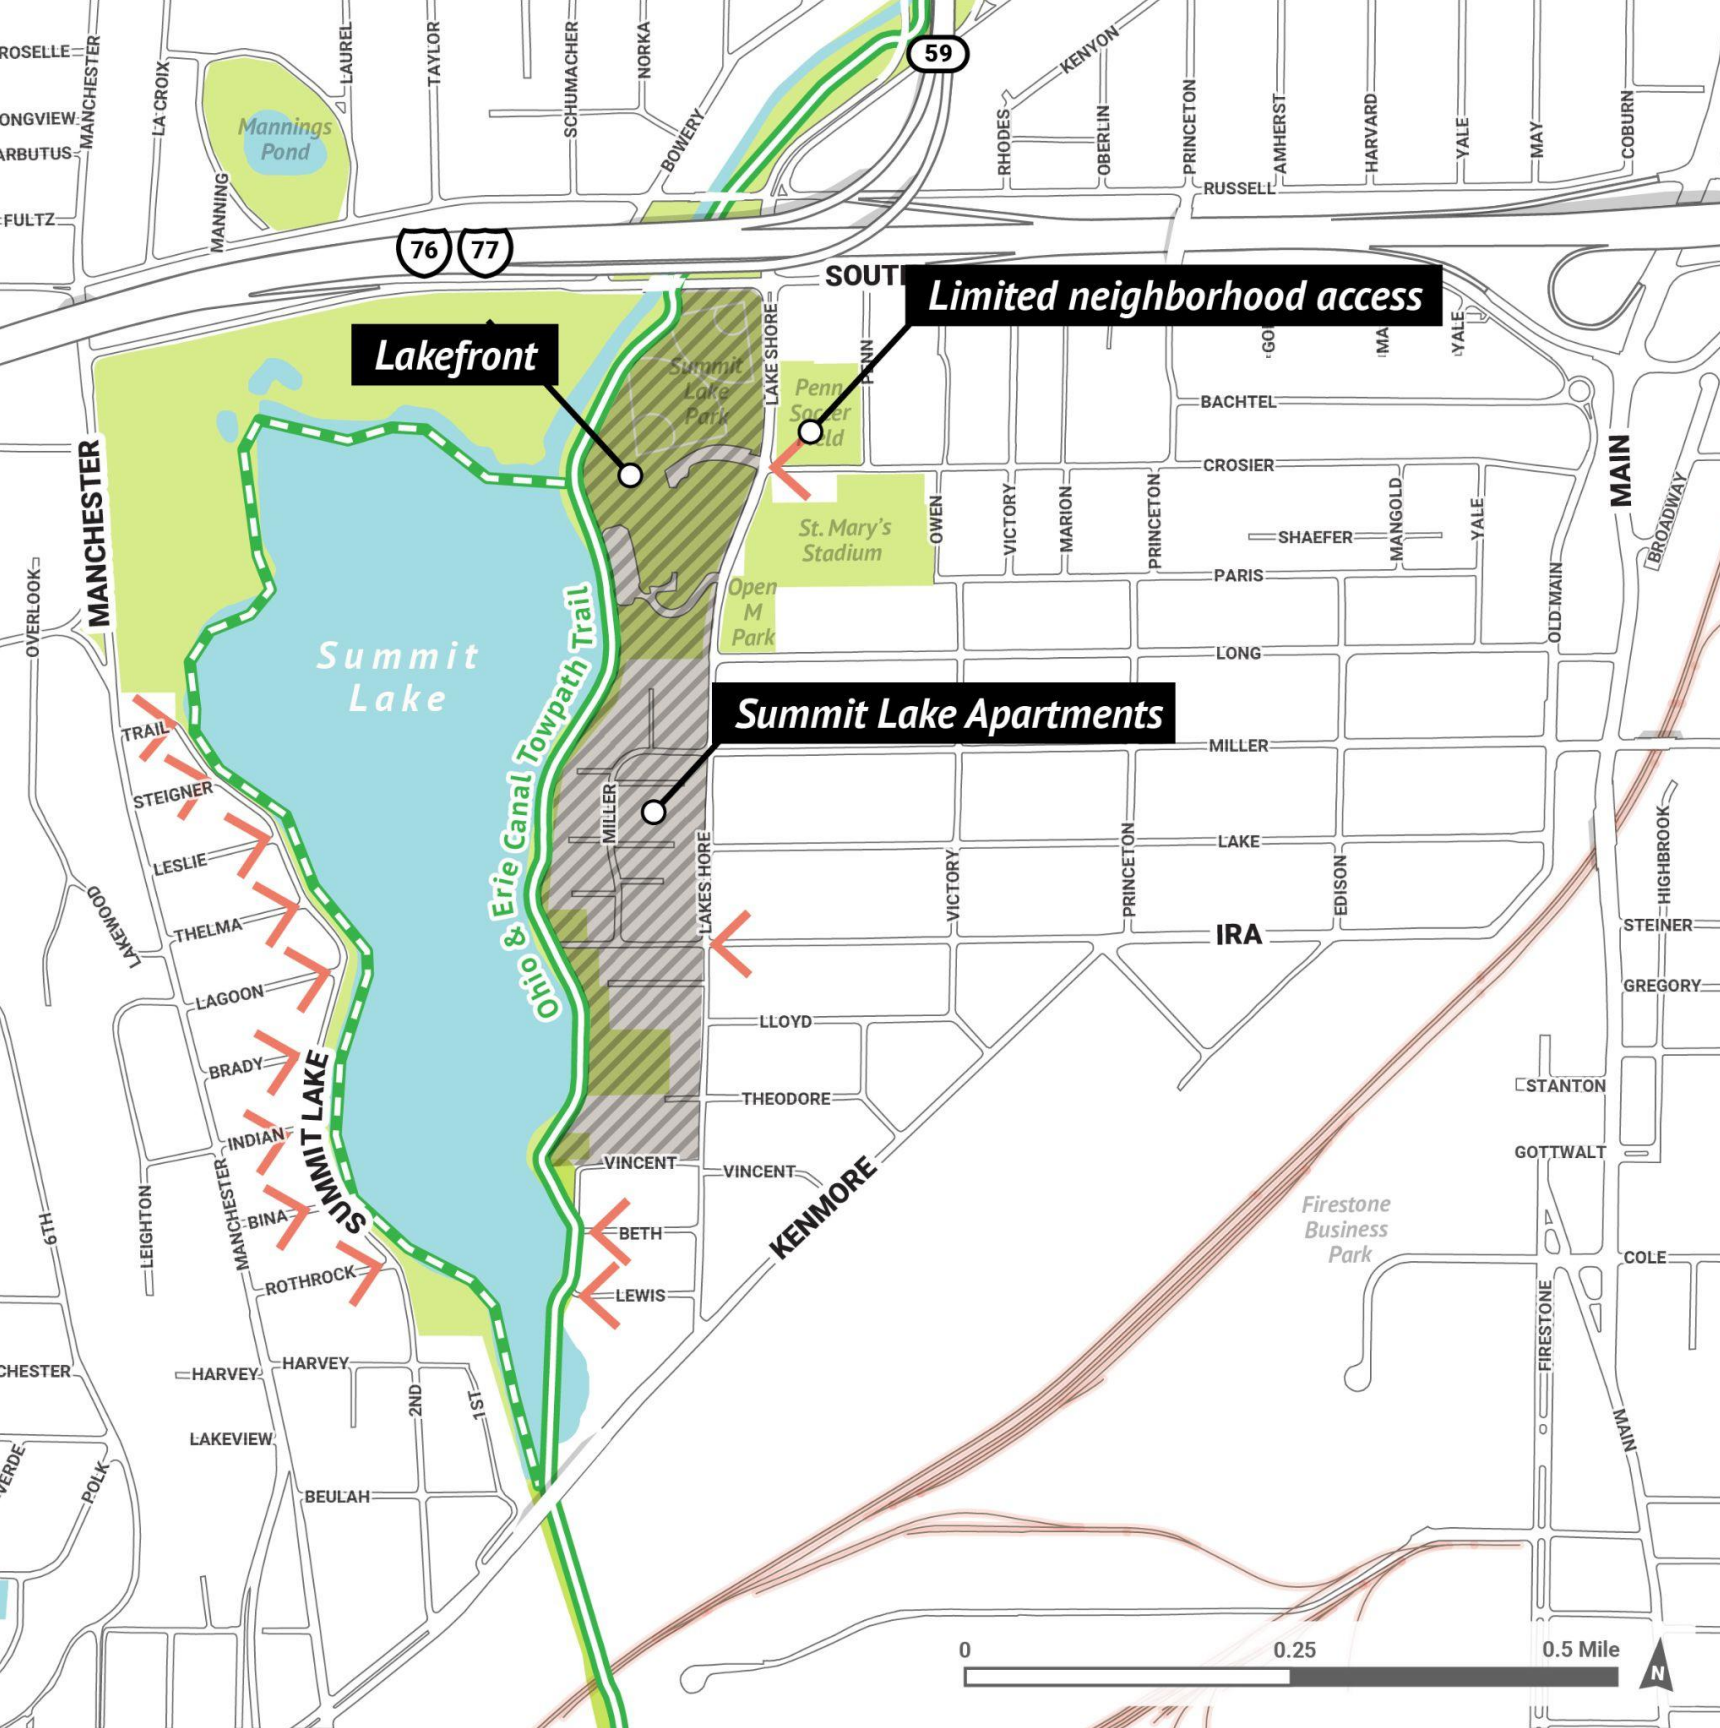 ROSELLE
MANCHESTER
LA CROIX
LAUREL
TAYLOR
SCHUMACHER
NORKA
BOWERY
59
KENYON
RHODES
OBERLIN
PRINCETON
AMHERST
HARVARD
YALE
MAY
COBURN
ONGVIEW
ARBUTUS
FULTZ
MANNING
Mannings
Pond
RUSSELL
76
77
SOUTH
Limited neighborhood access
Lakefront
LAKE SHORE
Summit
Lake
Park
Penn
Soccer
Field
PENN
GO
MA
YALE
BACHTEL
CROSIER
MAIN
BROADWAY
MANCHESTER
OVERLOOK
St. Mary's
Stadium
OWEN
VICTORY
MARION
PRINCETON
SHAEFER
MANGOLD
YALE
PARIS
OLD MAIN
Open
M
Park
LONG
Summit
Lake
Ohio & Erie Canal Towpath Trail
Summit Lake Apartments
MILLER
MILLER
LAKE
LAKESHORE
VICTORY
PRINCETON
EDISON
HIGHBROOK
IRA
STEINER
GREGORY
TRAIL
STEIGNER
LESLIE
LAKEWOOD
THELMA
LAGOON
BRADY
SUMMIT LAKE
INDIAN
BINA
ROTHROCK
6TH
LEIGHTON
MANCHESTER
LLOYD
THEODORE
VINCENT
VINCENT
BETH
LEWIS
KENMORE
STANTON
GOTTWALT
Firestone
Business
Park
COLE
FIRESTONE
MAIN
CHESTER
HARVEY
HARVEY
2ND
1ST
LAKEVIEW
VERDE
POLK
BEULAH
0
0.25
0.5 Mile
N